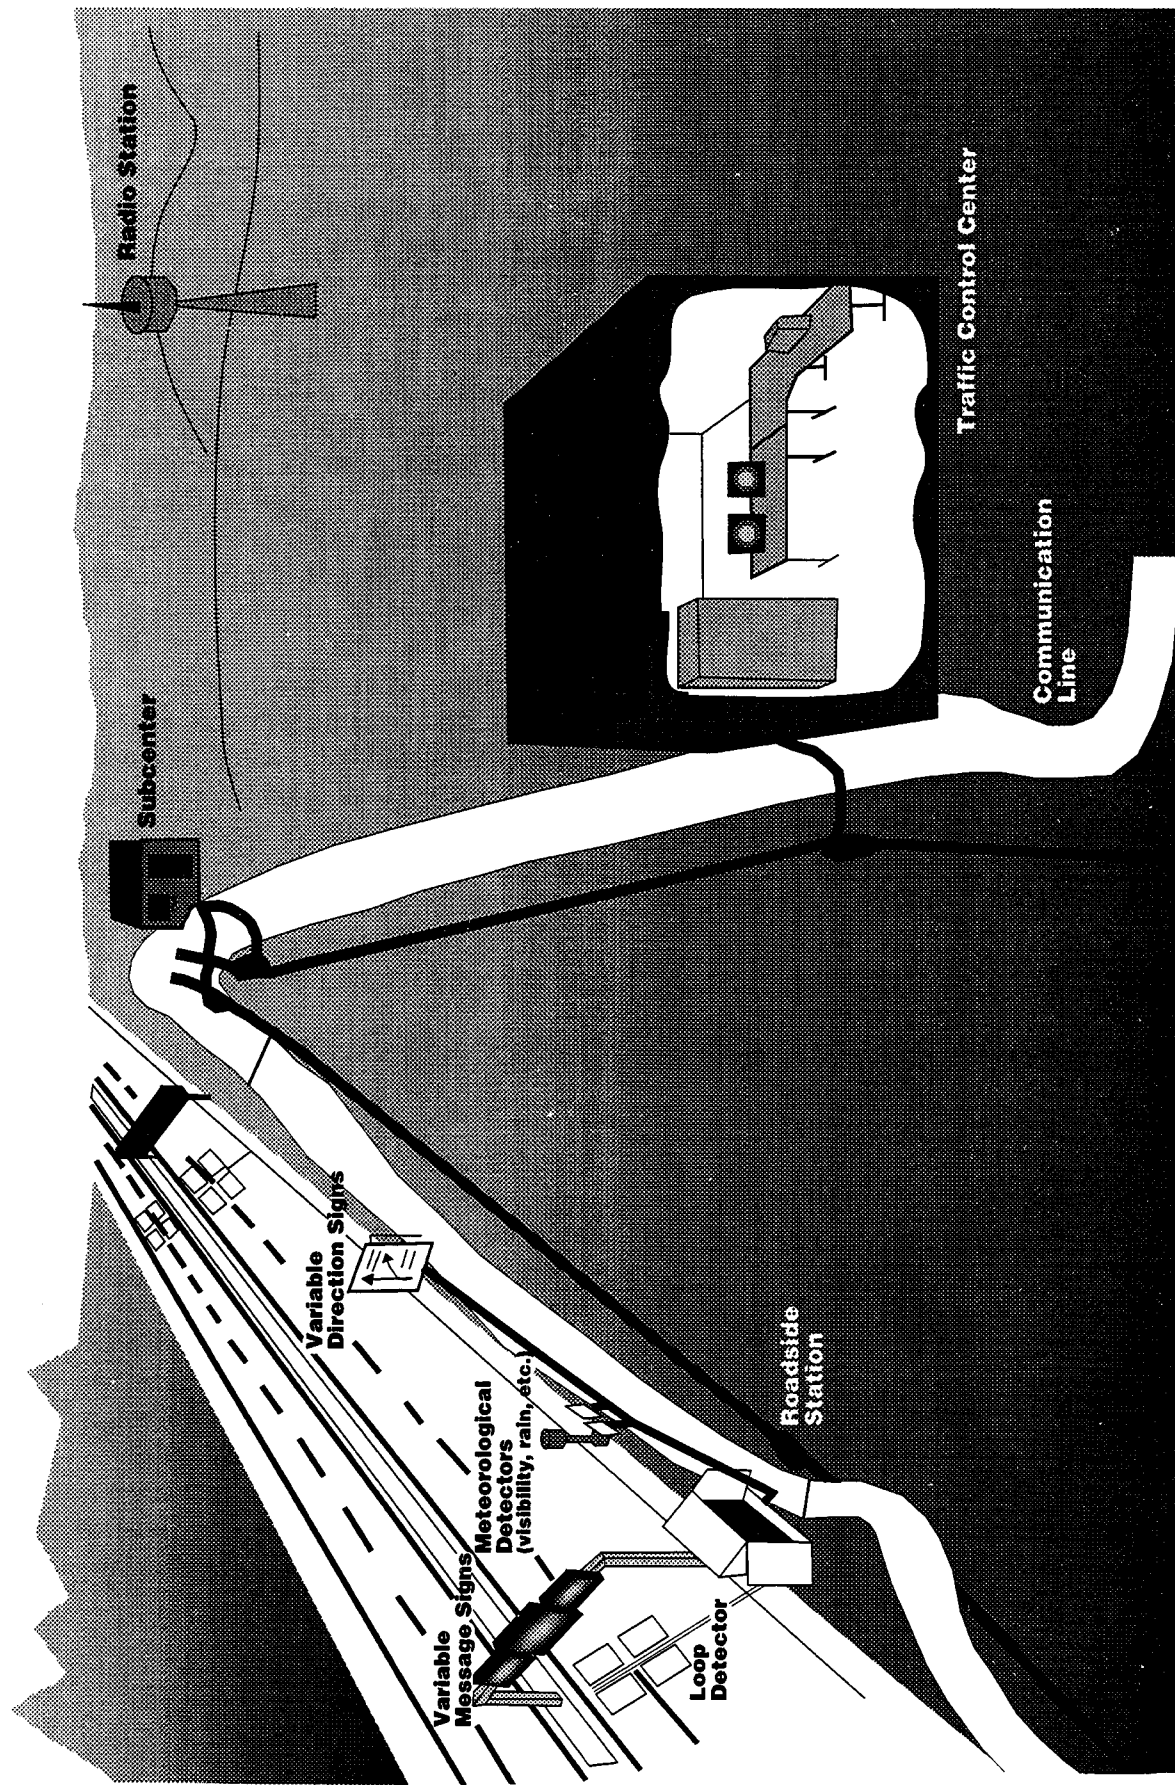 Radio Station
Subcenter
Variable
Direction Signs
Meteorological
Detectors
(visibility, rain, etc.)
Variable
Message Signs
Loop
Detector
Roadside
Station
Traffic Control Center
Communication
Line